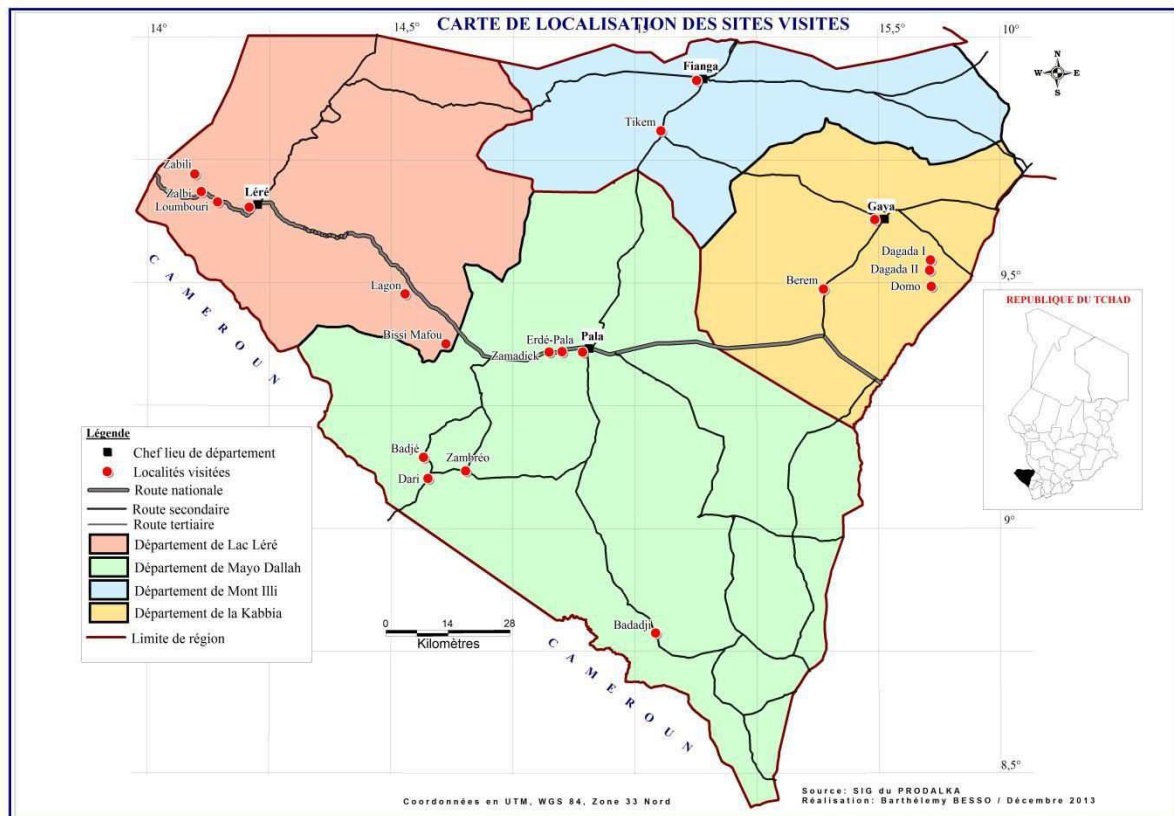 CARTE DE LOCALISATION DES SITES VISITES
14°
14,5°
15°
15,5°
10°
N
W E
S
Fianga
Tikem
Zabili
Zalbi
Léré
Loumbouri
Gaya
Dagada I
Dagada II
Domo
Berem
9,5°
Lagon
Bissi Mafou
Erdé-Pala
Pala
Zamadiek
CAMEROUN
REPUBLIQUE DU TCHAD
Badjé
Zambréo
Dari
9°
Badadji
CAMEROUN
8,5°
Légende
Chef lieu de département
Localités visitées
Route nationale
Route secondaire
Route tertiaire
Département de Lac Léré
Département de Mayo Dallah
Département de Mont Illi
Département de la Kabbia
Limite de région
0 14 28
Kilomètres
Coordonnées en UTM, WGS 84, Zone 33 Nord
Source: SIG du PRODALKA
Réalisation: Barthélemy BESSO / Décembre 2013